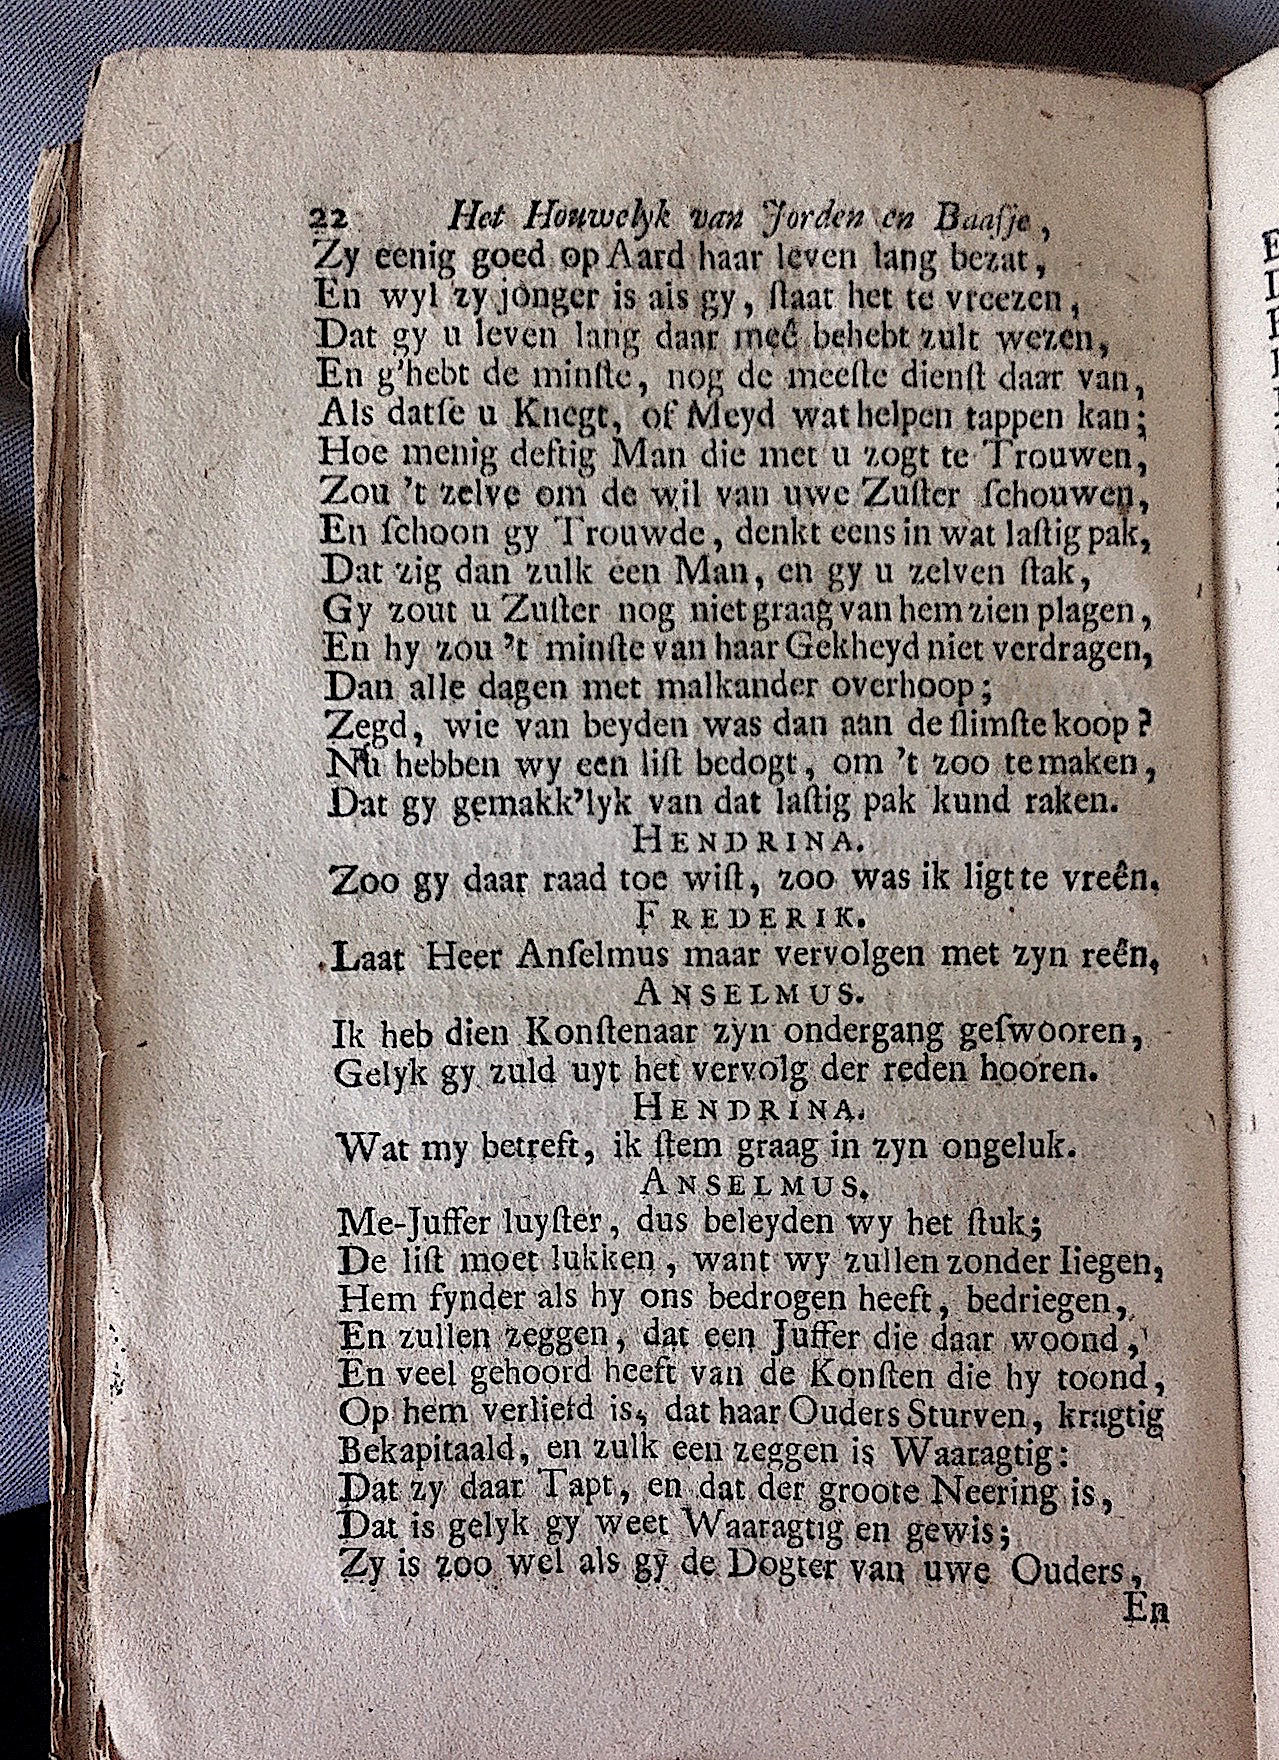 22 Het Houwelyk van Jorden en Baasje,
Zy eenig goed op Aard haar leven lang bezat,
En wyl zy jonger is als gy, ſtaat het te vreezen,
Dat gy u leven lang daar meê behebt zult wezen,
En g'hebt de minſte, nog de meeſte dienſt daar van,
Als datſe u Knegt, of Meyd wat helpen tappen kan;
Hoe menig deftig Man die met u zogt te Trouwen,
Zou 't zelve om de wil van uwe Zuſter ſchouwen,
En ſchoon gy Trouwde, denkt eens in wat laſtig pak,
Dat zig dan zulk een Man, en gy u zelven ſtak,
Gy zout u Zuſter nog niet graag van hem zien plagen,
En hy zou 't minſte van haar Gekheyd niet verdragen,
Dan alle dagen met malkander overhoop;
Zegd, wie van beyden was dan aan de ſlimſte koop?
Nu hebben wy een liſt bedogt, om 't zoo te maken,
Dat gy gemakk'lyk van dat laſtig pak kund raken.
HENDRINA.
Zoo gy daar raad toe wiſt, zoo was ik ligt te vreên.
FREDERIK.
Laat Heer Anſelmus maar vervolgen met zyn reên,
ANSELMUS.
Ik heb dien Konſtenaar zyn ondergang geſwooren,
Gelyk gy zuld uyt het vervolg der reden hooren.
HENDRINA.
Wat my betreft, ik ſtem graag in zyn ongeluk.
ANSELMUS.
Me-Juffer luyſter, dus beleyden wy het ſtuk;
De liſt moet lukken, want wy zullen zonder liegen,
Hem fynder als hy ons bedrogen heeft, bedriegen,
En zullen zeggen, dat een Juffer die daar woond,
En veel gehoord heeft van de Konſten die hy toond,
Op hem verliefd is, dat haar Ouders Sturven, kragtig
Bekapitaald, en zulk een zeggen is Waaragtig:
Dat zy daar Tapt, en dat der groote Neering is,
Dat is gelyk gy weet Waaragtig en gewis;
Zy is zoo wel als gy de Dogter van uwe Ouders,
En